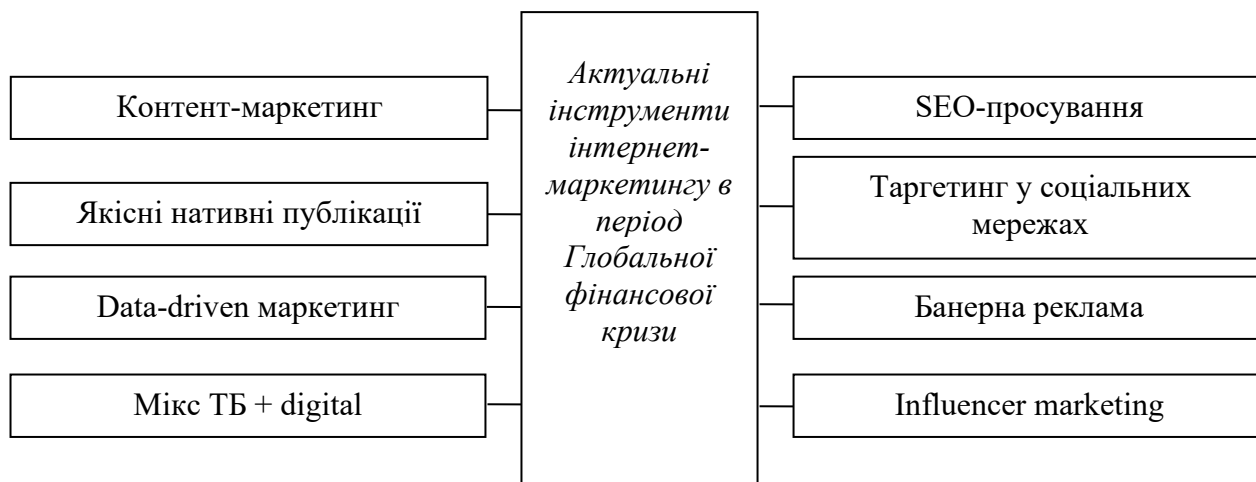 Контент-маркетинг
Якісні нативні публікації
Data-driven маркетинг
Мікс ТБ + digital
Актуальні
інструменти
інтернет-
маркетингу в
період
Глобальної
фінансової
кризи
SEO-просування
Таргетинг у соціальних
мережах
Банерна реклама
Influencer marketing